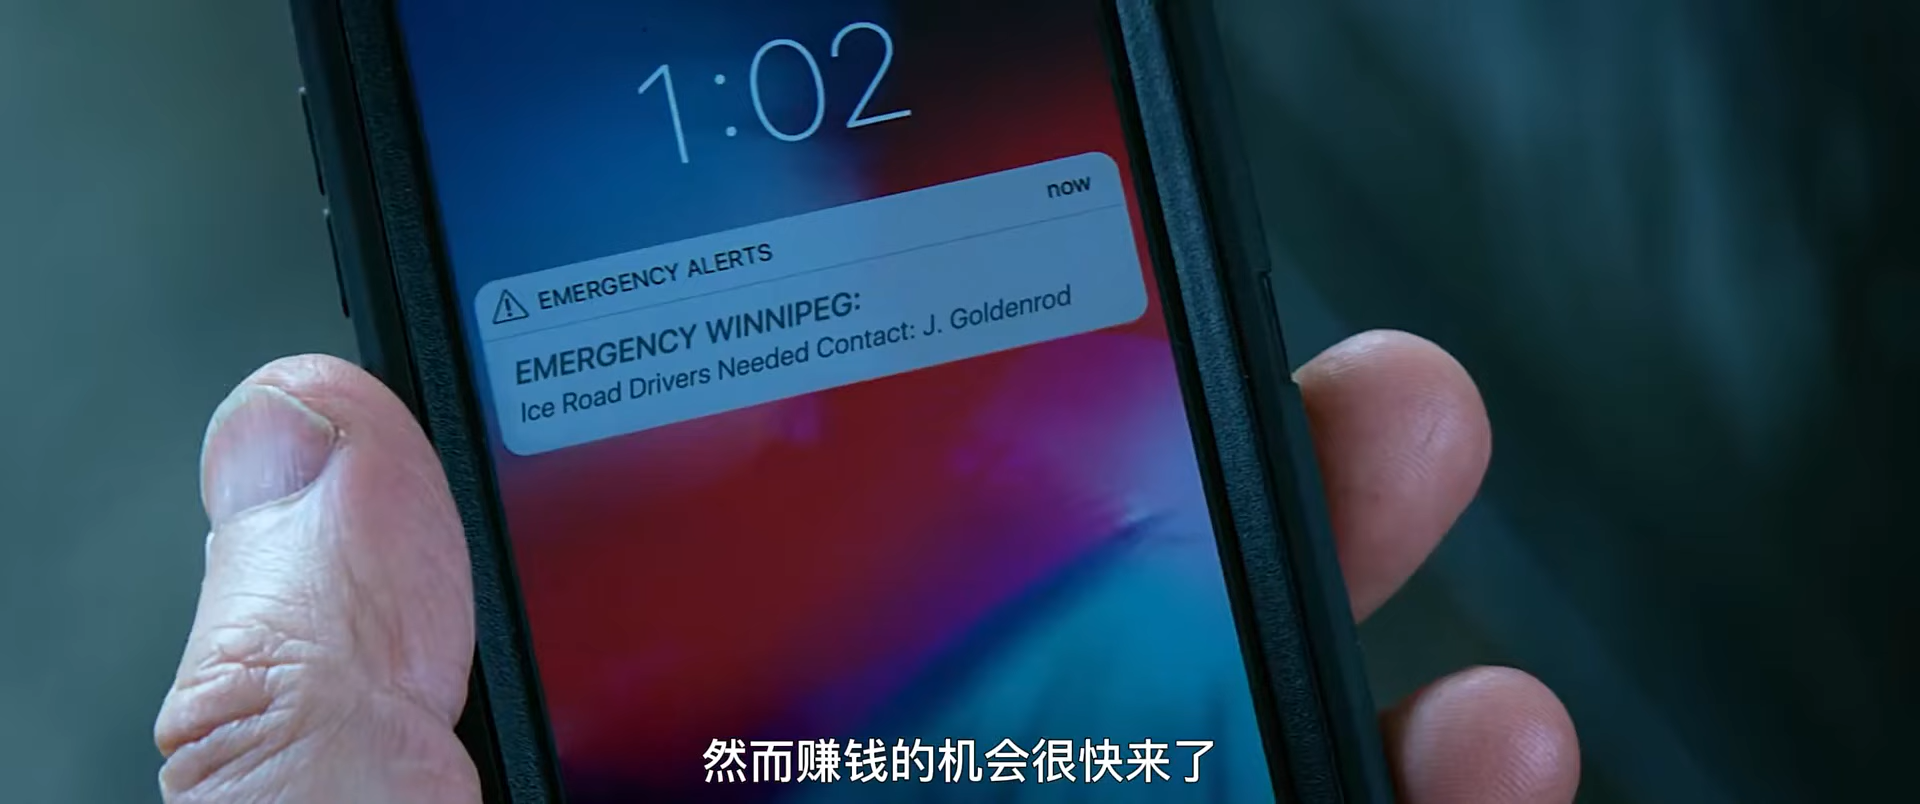 1:02
now
EMERGENCY ALERTS
EMERGENCY WINNIPEG:
Ice Road Drivers Needed Contact: J. Goldenrod
然而赚钱的机会很快来了